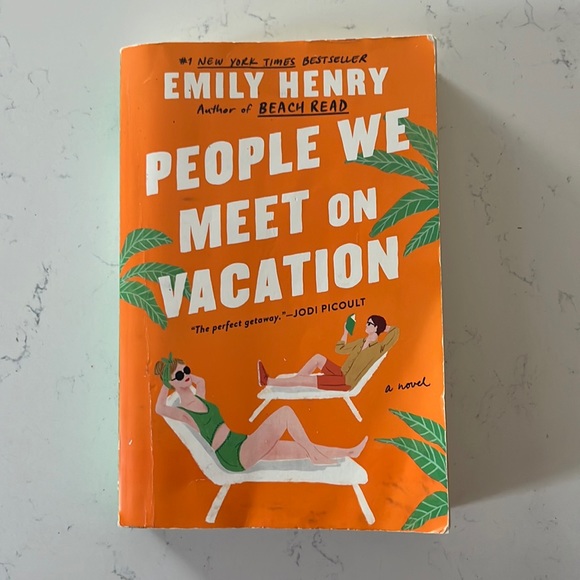 #1 NEW YORK TIMES BESTSELLER
EMILY HENRY
Author of BEACH READ
PEOPLE WE
MEET ON
VACATION
"The perfect getaway."—JODI PICOULT
a novel